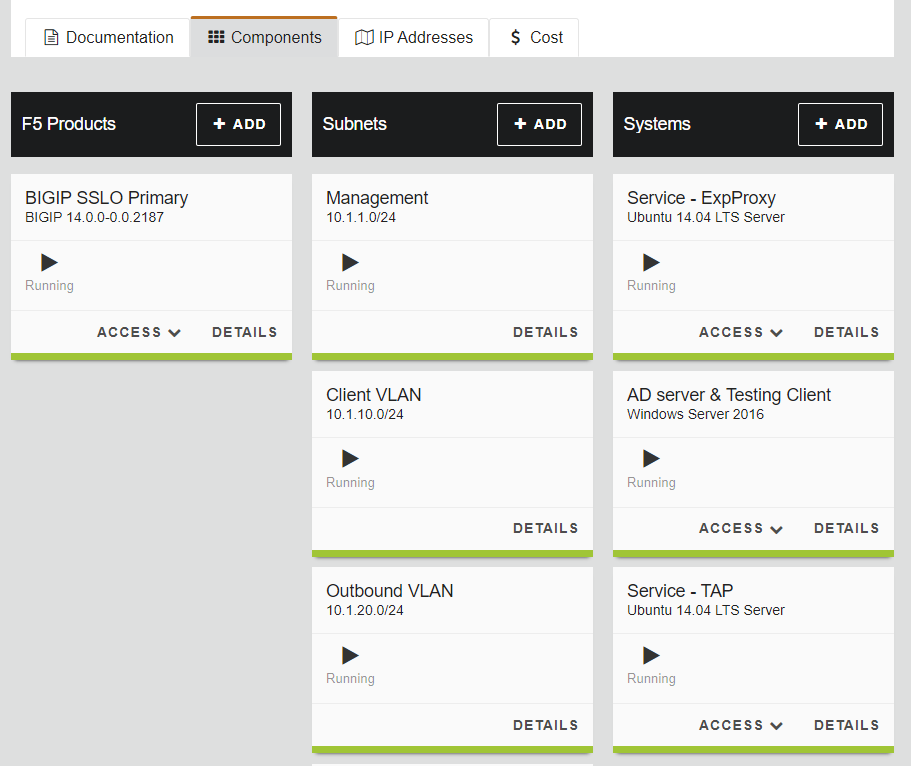 Documentation
Components
IP Addresses
$ Cost
F5 Products
+ ADD
BIGIP SSLO Primary
BIGIP 14.0.0-0.0.2187
Running
ACCESS
DETAILS
Subnets
+ ADD
Management
10.1.1.0/24
Running
DETAILS
Client VLAN
10.1.10.0/24
Running
DETAILS
Outbound VLAN
10.1.20.0/24
Running
DETAILS
Systems
+ ADD
Service - ExpProxy
Ubuntu 14.04 LTS Server
Running
ACCESS
DETAILS
AD server & Testing Client
Windows Server 2016
Running
ACCESS
DETAILS
Service - TAP
Ubuntu 14.04 LTS Server
Running
ACCESS
DETAILS